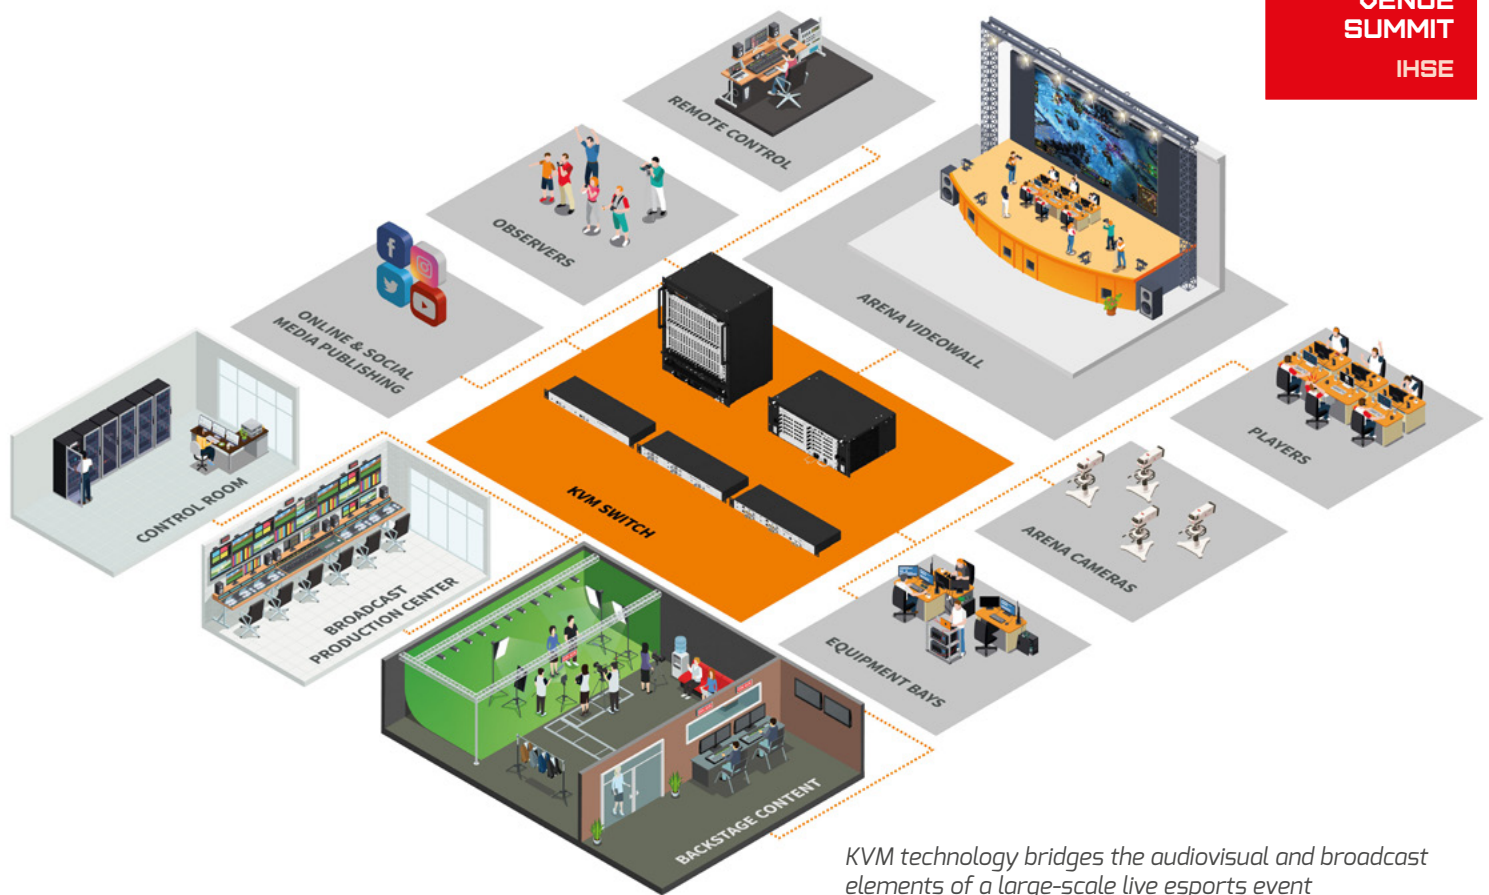 VENUE
SUMMIT
IHSE
REMOTE CONTROL
OBSERVERS
ONLINE & SOCIAL
MEDIA PUBLISHING
ARENA VIDEOWALL
PLAYERS
CONTROL ROOM
KVM SWITCH
ARENA CAMERAS
BROADCAST
PRODUCTION CENTER
EQUIPMENT BAYS
BACKSTAGE CONTENT
KVM technology bridges the audiovisual and broadcast
elements of a large-scale live esports event